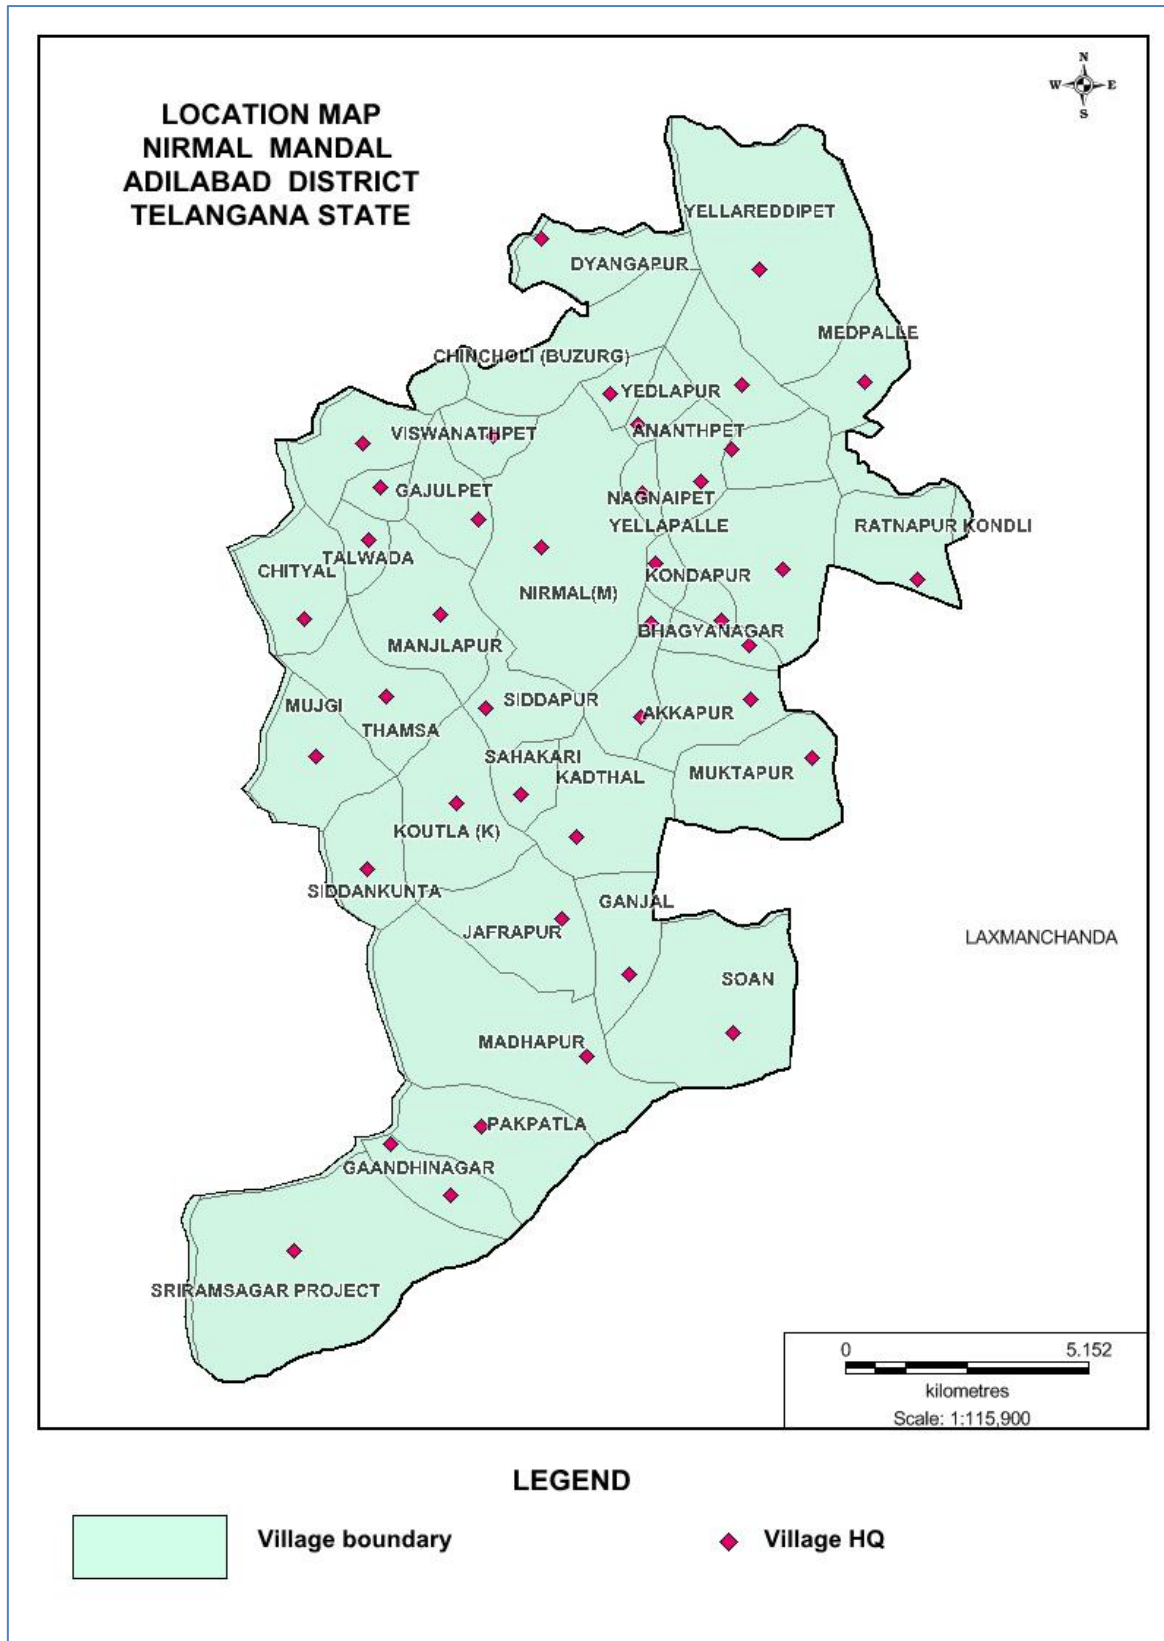 N
W E
S
LOCATION MAP
NIRMAL MANDAL
ADILABAD DISTRICT
TELANGANA STATE
YELLAREDDIPET
DYANGAPUR
MEDPALLE
CHINCHOLI (BUZURG)
YEDLAPUR
VISWANATHPET
ANANTHPET
GAJULPET
NAGNAIPET
YELLAPALLE
RATNAPUR KONDLI
TALWADA
CHITYAL
KONDAPUR
NIRMAL(M)
BHAGYANAGAR
MANJLAPUR
SIDDAPUR
MUJGI
AKKAPUR
THAMSA
SAHAKARI
KADTHAL
MUKTAPUR
KOUTLA (K)
SIDDANKUNTA
GANJAL
JAFRAPUR
LAXMANCHANDA
SOAN
MADHAPUR
PAKPATLA
GAANDHINAGAR
SRIRAMSAGAR PROJECT
0 5.152
kilometres
Scale: 1:115,900
LEGEND
Village boundary
Village HQ